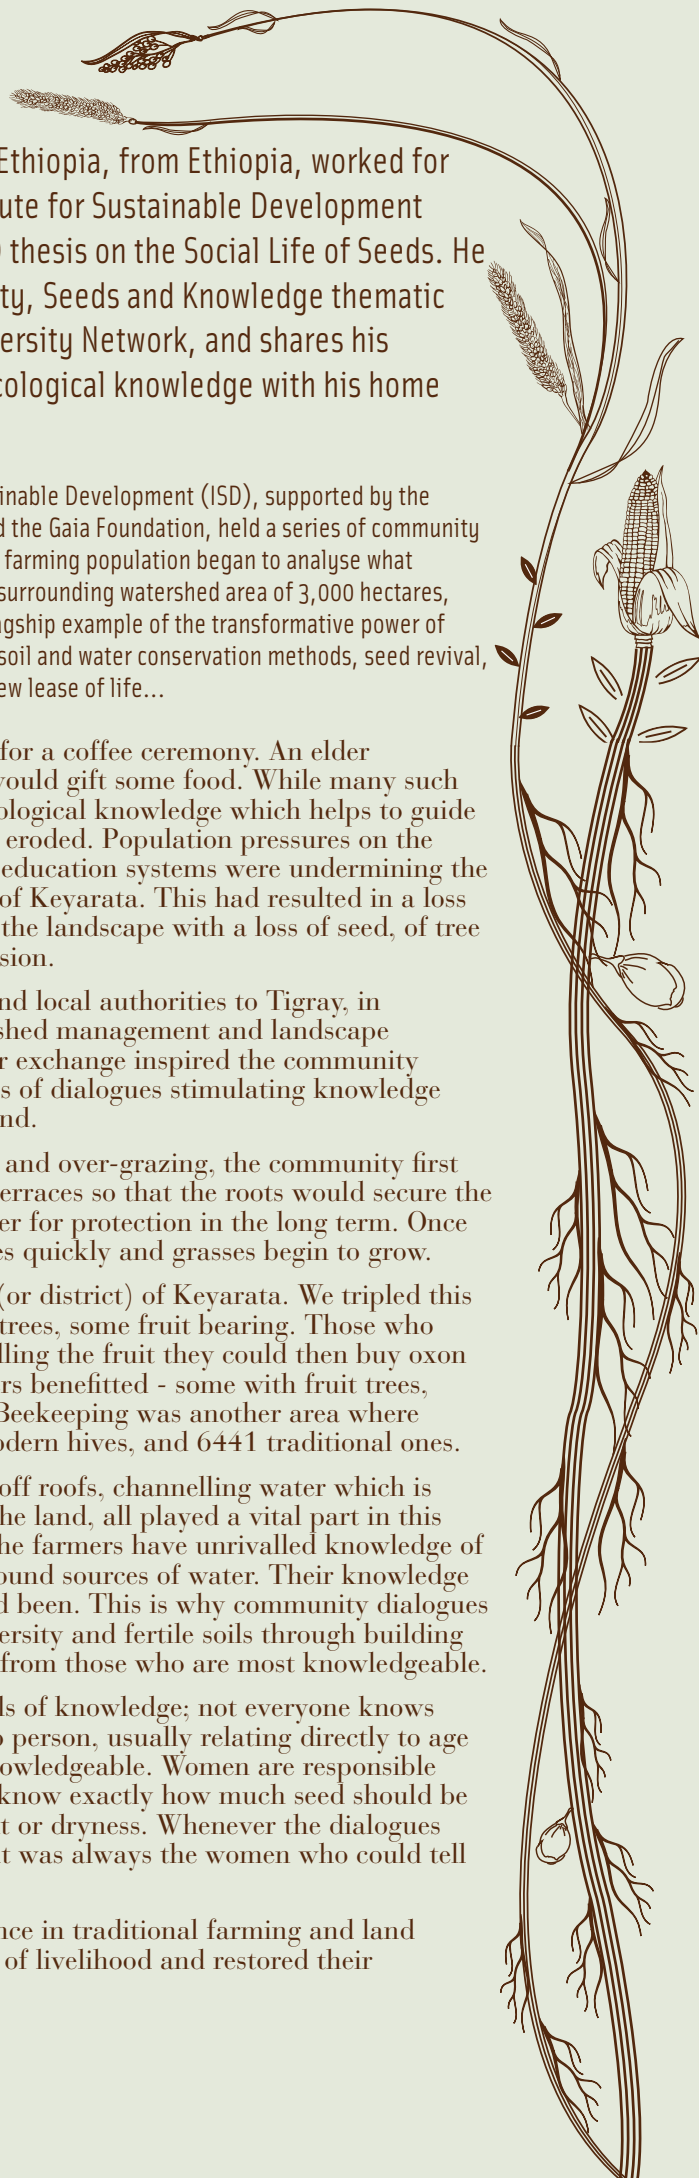 Ethiopia, from Ethiopia, worked for
ute for Sustainable Development
thesis on the Social Life of Seeds. He
ty, Seeds and Knowledge thematic
ersity Network, and shares his
cological knowledge with his home
inable Development (ISD), supported by the
d the Gaia Foundation, held a series of community
farming population began to analyse what
surrounding watershed area of 3,000 hectares,
gship example of the transformative power of
soil and water conservation methods, seed revival,
ew lease of life...
for a coffee ceremony. An elder
would gift some food. While many such
ological knowledge which helps to guide
eroded. Population pressures on the
education systems were undermining the
of Keyarata. This had resulted in a loss
the landscape with a loss of seed, of tree
sion.
nd local authorities to Tigray, in
shed management and landscape
r exchange inspired the community
s of dialogues stimulating knowledge
nd.
and over-grazing, the community first
erraces so that the roots would secure the
er for protection in the long term. Once
es quickly and grasses begin to grow.
(or district) of Keyarata. We tripled this
trees, some fruit bearing. Those who
lling the fruit they could then buy oxon
rs benefitted - some with fruit trees,
Beekeeping was another area where
odern hives, and 6441 traditional ones.
off roofs, channelling water which is
he land, all played a vital part in this
he farmers have unrivalled knowledge of
ound sources of water. Their knowledge
d been. This is why community dialogues
ersity and fertile soils through building
from those who are most knowledgeable.
ls of knowledge; not everyone knows
o person, usually relating directly to age
owledgeable. Women are responsible
know exactly how much seed should be
t or dryness. Whenever the dialogues
it was always the women who could tell
nce in traditional farming and land
of livelihood and restored their